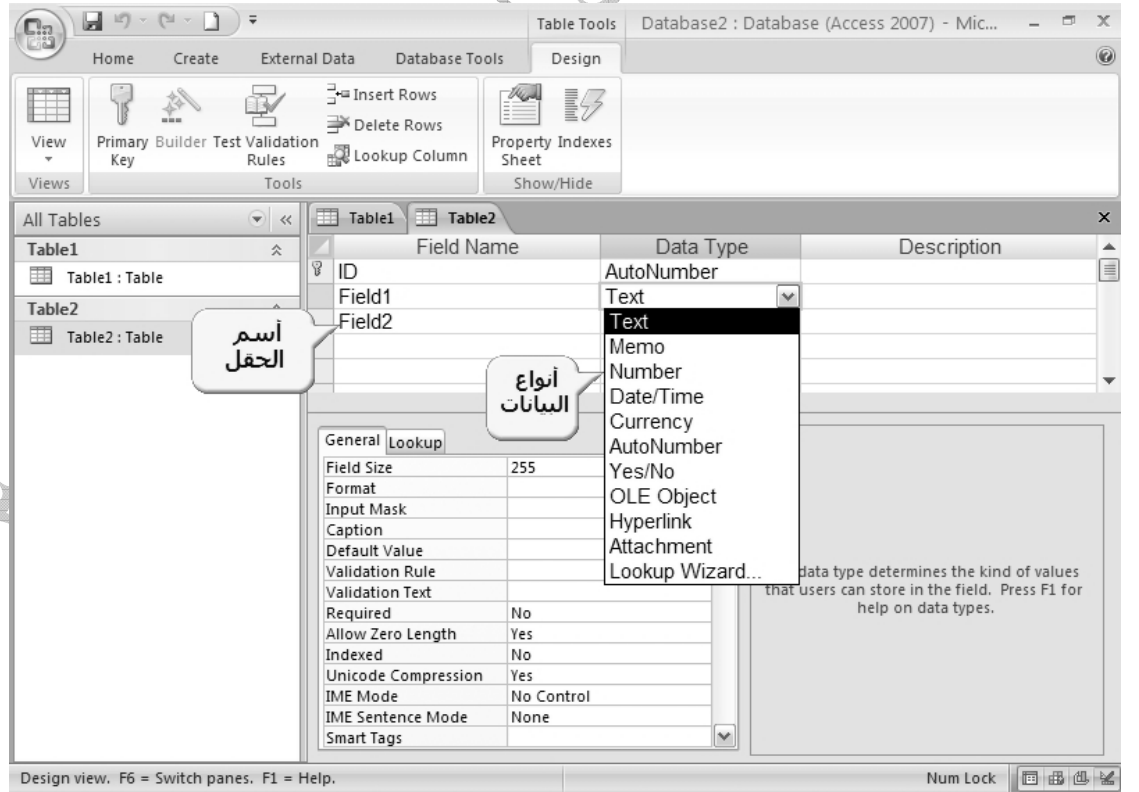 Table Tools
Database2 : Database (Access 2007) - Mic...
Home Create External Data Database Tools Design
View
Views
Primary Key
Builder
Test Validation Rules
Insert Rows
Delete Rows
Lookup Column
Tools
Property Sheet
Indexes
Show/Hide
All Tables
Table1
Table1 : Table
Table2
Table2 : Table
Table1 Table2
Field Name Data Type Description
ID AutoNumber
Field1 Text
Field2
أسم
الحقل
أنواع
البيانات
Text
Memo
Number
Date/Time
Currency
AutoNumber
Yes/No
OLE Object
Hyperlink
Attachment
Lookup Wizard...
General Lookup
Field Size 255
Format
Input Mask
Caption
Default Value
Validation Rule
Validation Text
Required No
Allow Zero Length Yes
Indexed No
Unicode Compression Yes
IME Mode No Control
IME Sentence Mode None
Smart Tags
data type determines the kind of values
that users can store in the field. Press F1 for
help on data types.
Design view. F6 = Switch panes. F1 = Help.
Num Lock